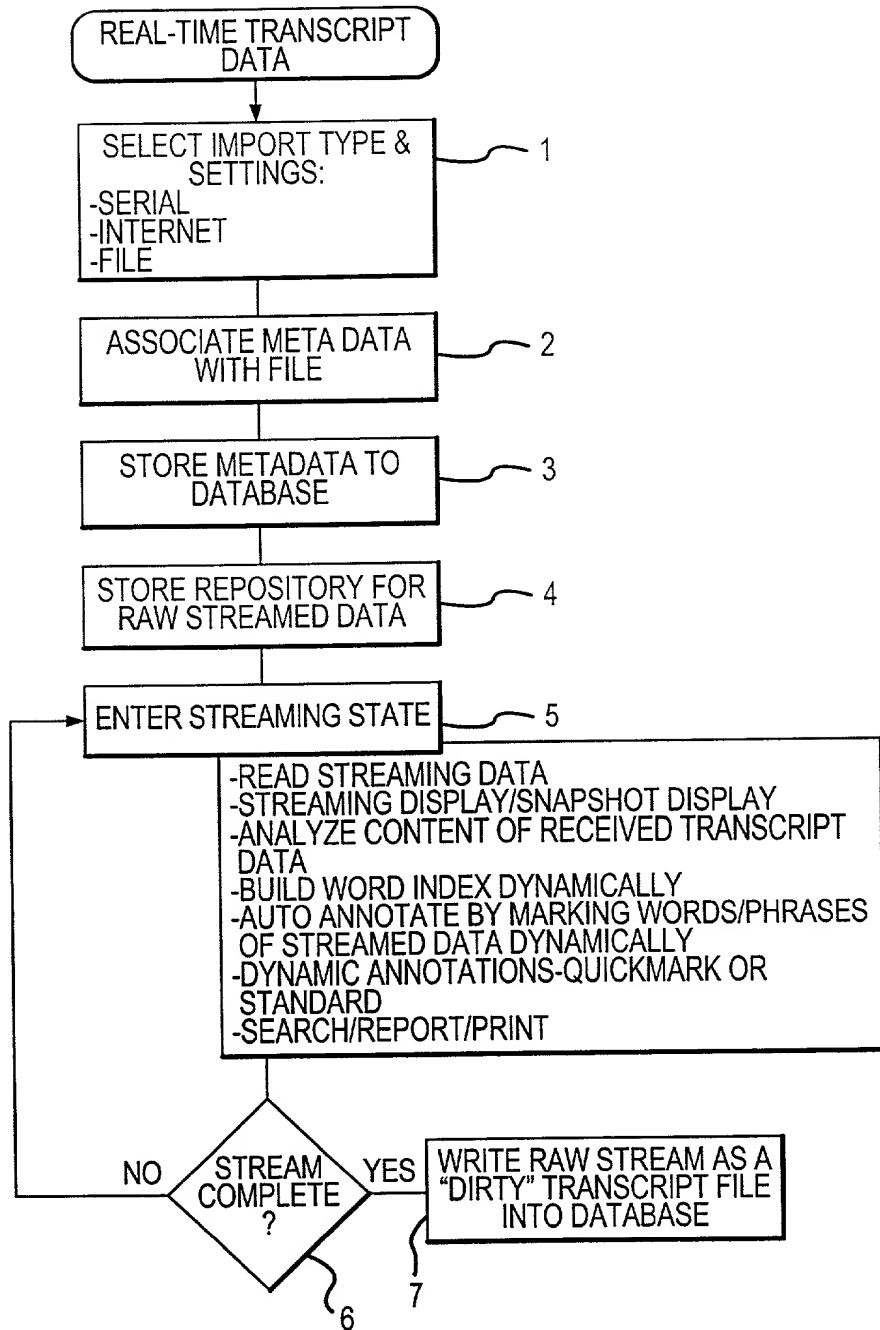 REAL-TIME TRANSCRIPT
DATA
SELECT IMPORT TYPE &
SETTINGS:
-SERIAL
-INTERNET
-FILE
1
ASSOCIATE META DATA
WITH FILE
2
STORE METADATA TO
DATABASE
3
STORE REPOSITORY FOR
RAW STREAMED DATA
4
ENTER STREAMING STATE
5
-READ STREAMING DATA
-STREAMING DISPLAY/SNAPSHOT DISPLAY
-ANALYZE CONTENT OF RECEIVED TRANSCRIPT
DATA
-BUILD WORD INDEX DYNAMICALLY
-AUTO ANNOTATE BY MARKING WORDS/PHRASES
OF STREAMED DATA DYNAMICALLY
-DYNAMIC ANNOTATIONS-QUICKMARK OR
STANDARD
-SEARCH/REPORT/PRINT
NO
STREAM
COMPLETE
?
YES
6
WRITE RAW STREAM AS A
"DIRTY" TRANSCRIPT FILE
INTO DATABASE
7